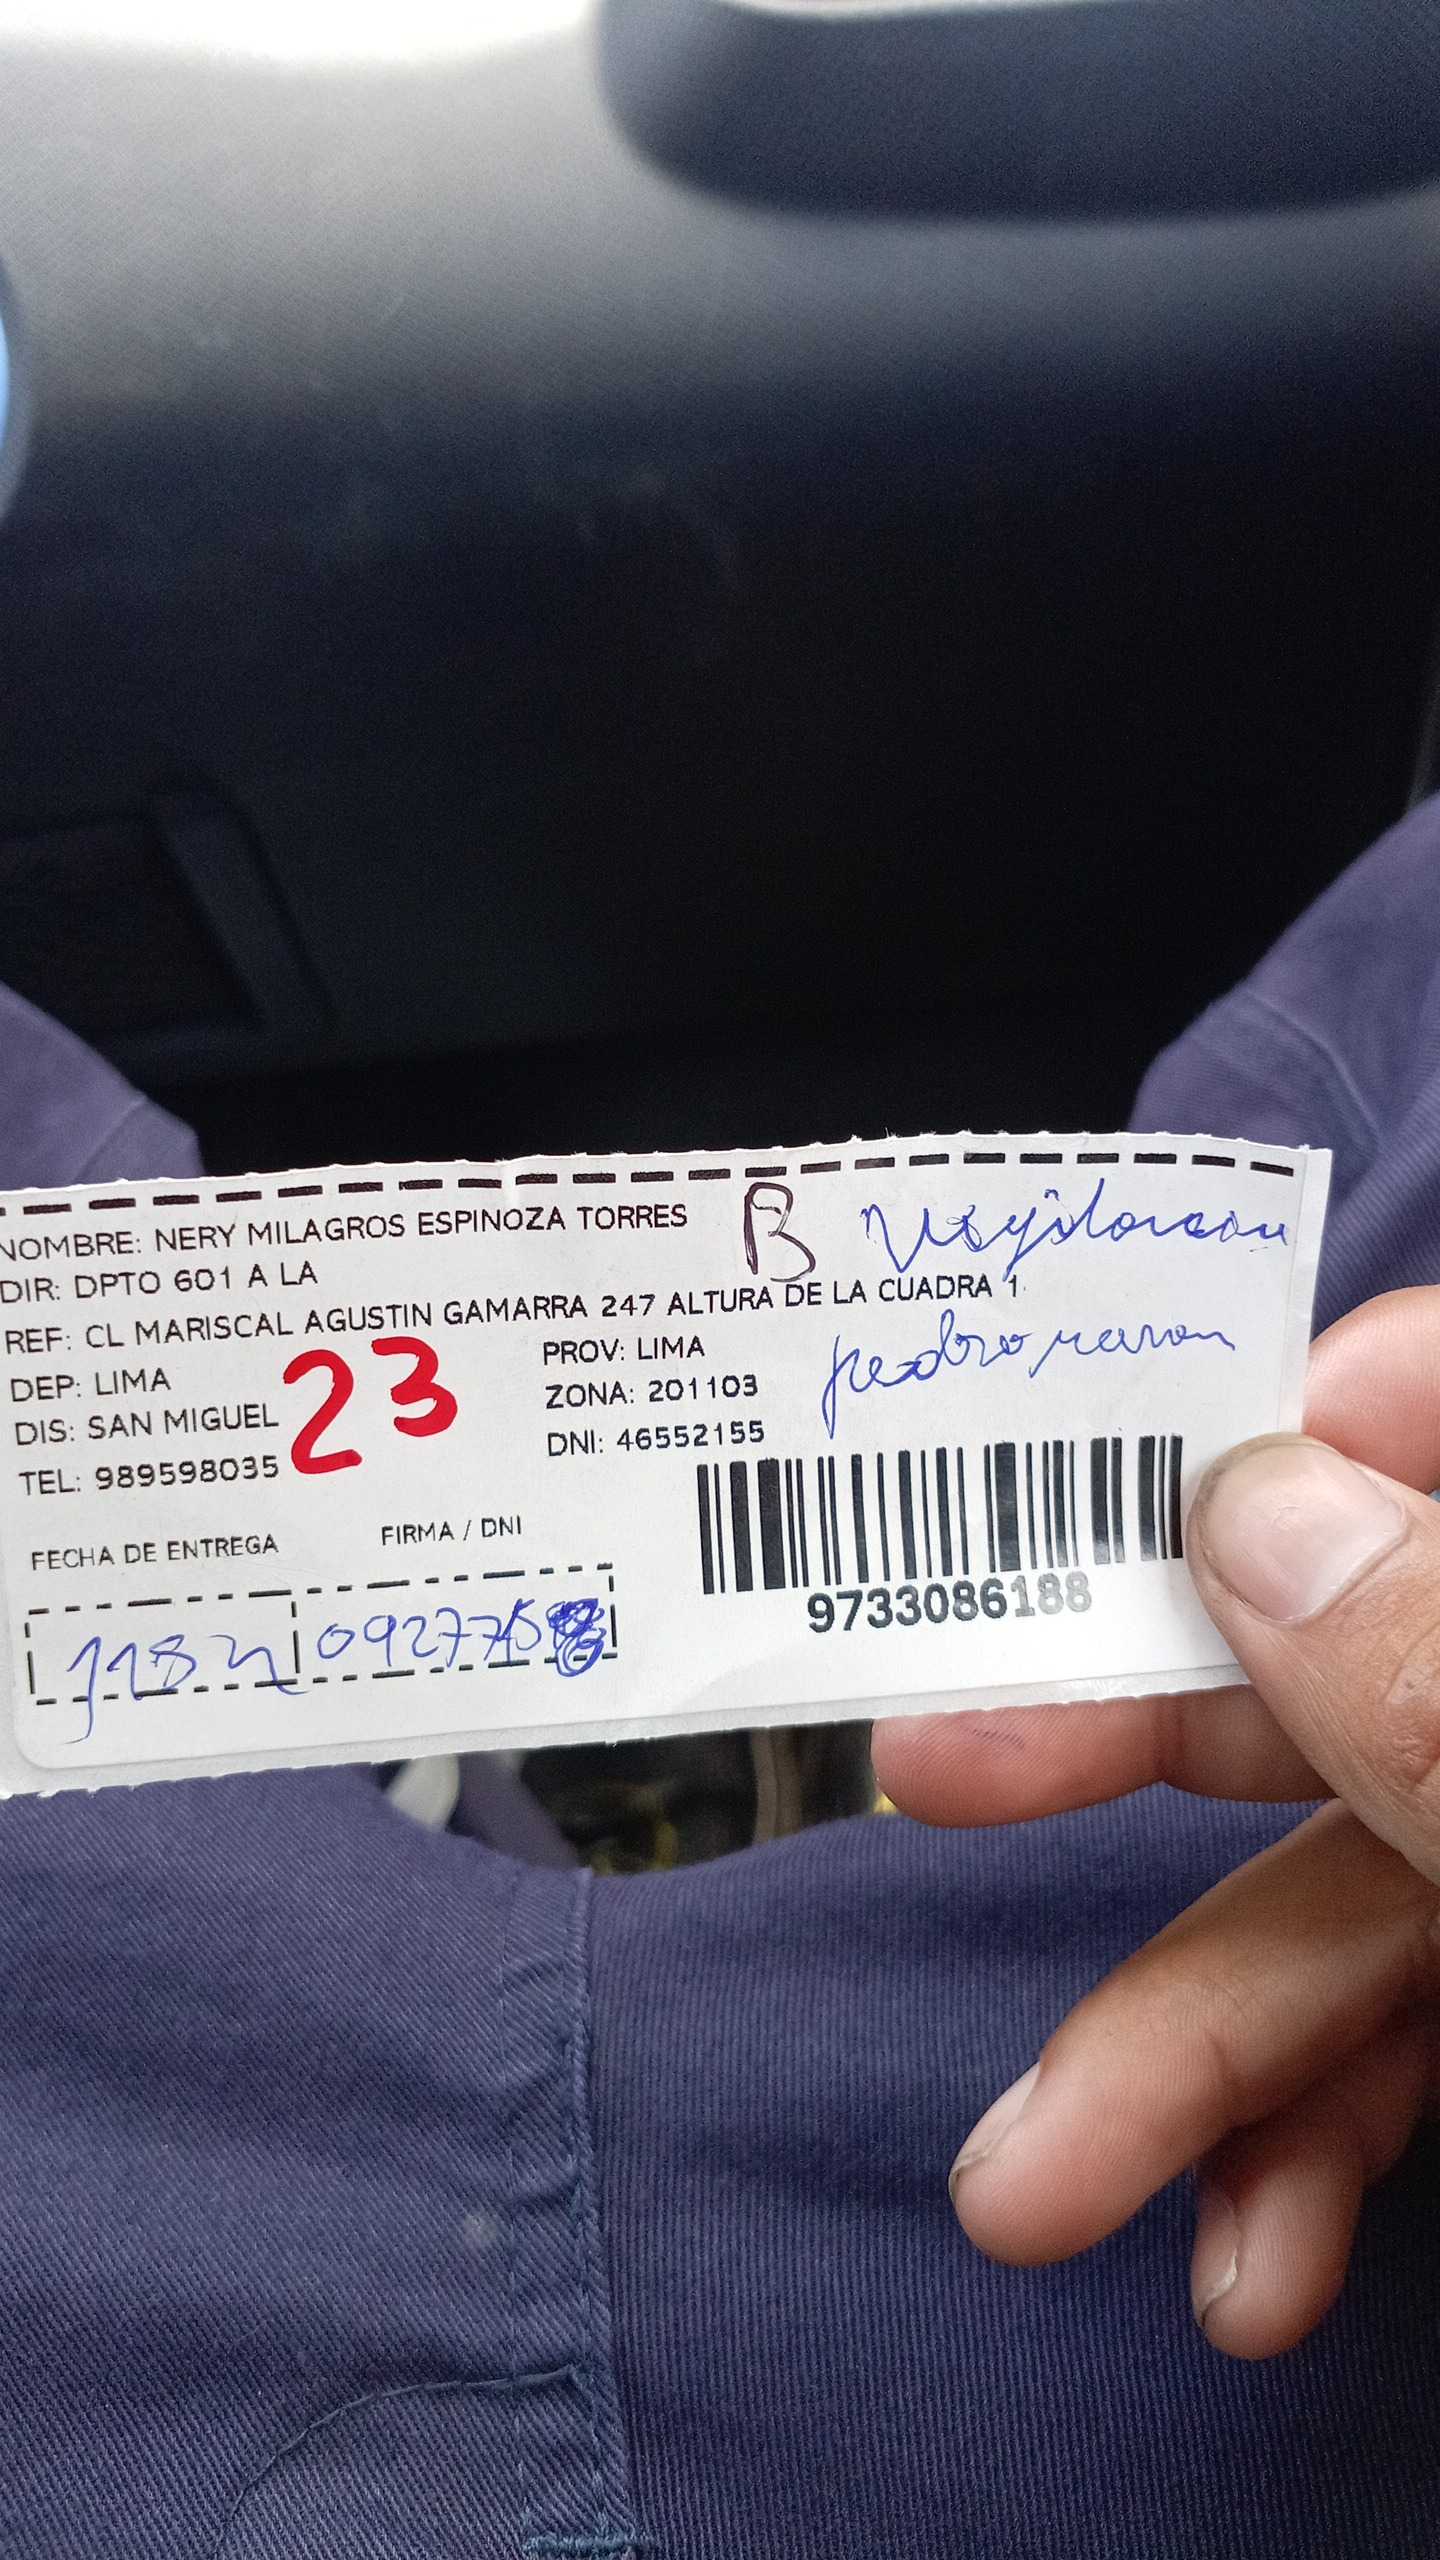 NOMBRE: NERY MILAGROS ESPINOZA TORRES B
DIR: DPTO 601 A LA
REF: CL MARISCAL AGUSTIN GAMARRA 247 ALTURA DE LA CUADRA 1
DEP: LIMA PROV: LIMA
23
DIS: SAN MIGUEL ZONA: 201103
TEL: 989598035 DNI: 46552155
FECHA DE ENTREGA FIRMA / DNI
9733086188